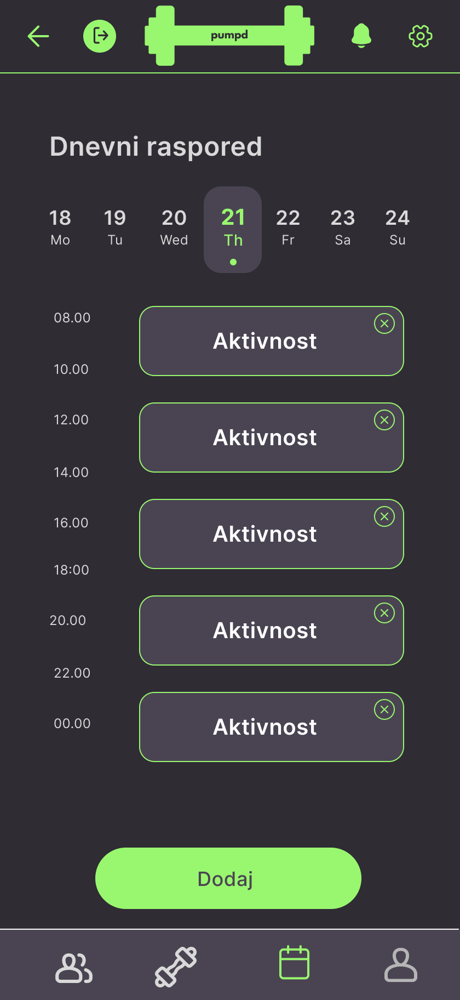 pumpd
Dnevni raspored
18 19 20 21 22 23 24
Mo Tu Wed Th Fr Sa Su
08.00
Aktivnost
10.00
12.00
Aktivnost
14.00
16.00
Aktivnost
18:00
20.00
Aktivnost
22.00
00.00
Aktivnost
Dodaj